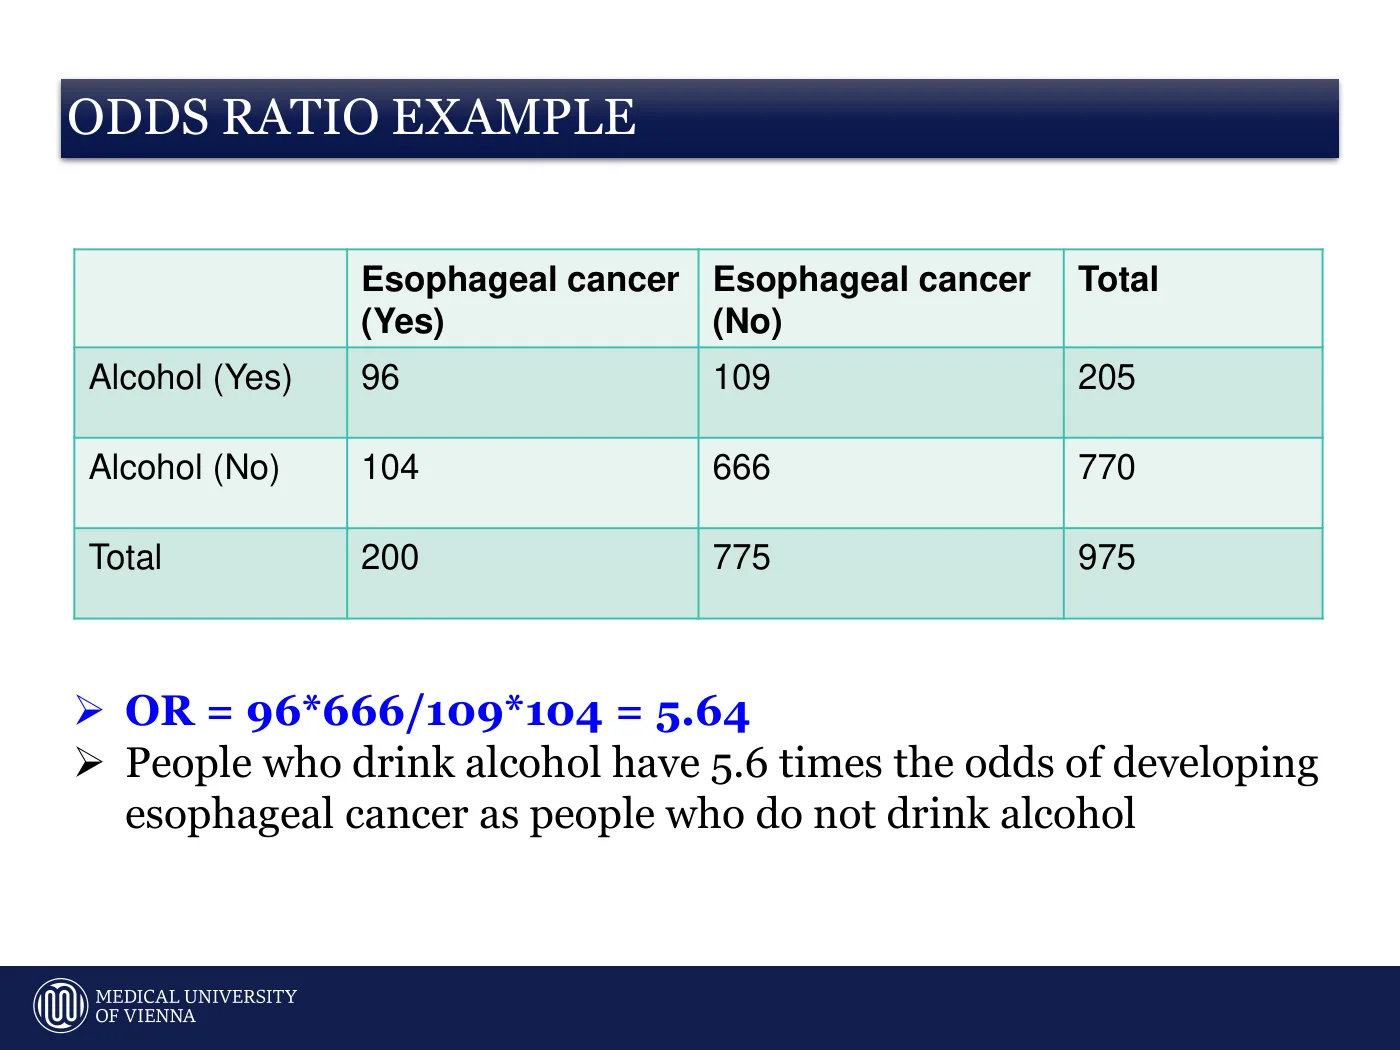 ODDS RATIO EXAMPLE
Esophageal cancer (Yes) Esophageal cancer (No) Total
Alcohol (Yes) 96 109 205
Alcohol (No) 104 666 770
Total 200 775 975
➢ OR = 96*666/109*104 = 5.64
➢ People who drink alcohol have 5.6 times the odds of developing
esophageal cancer as people who do not drink alcohol
MEDICAL UNIVERSITY
OF VIENNA